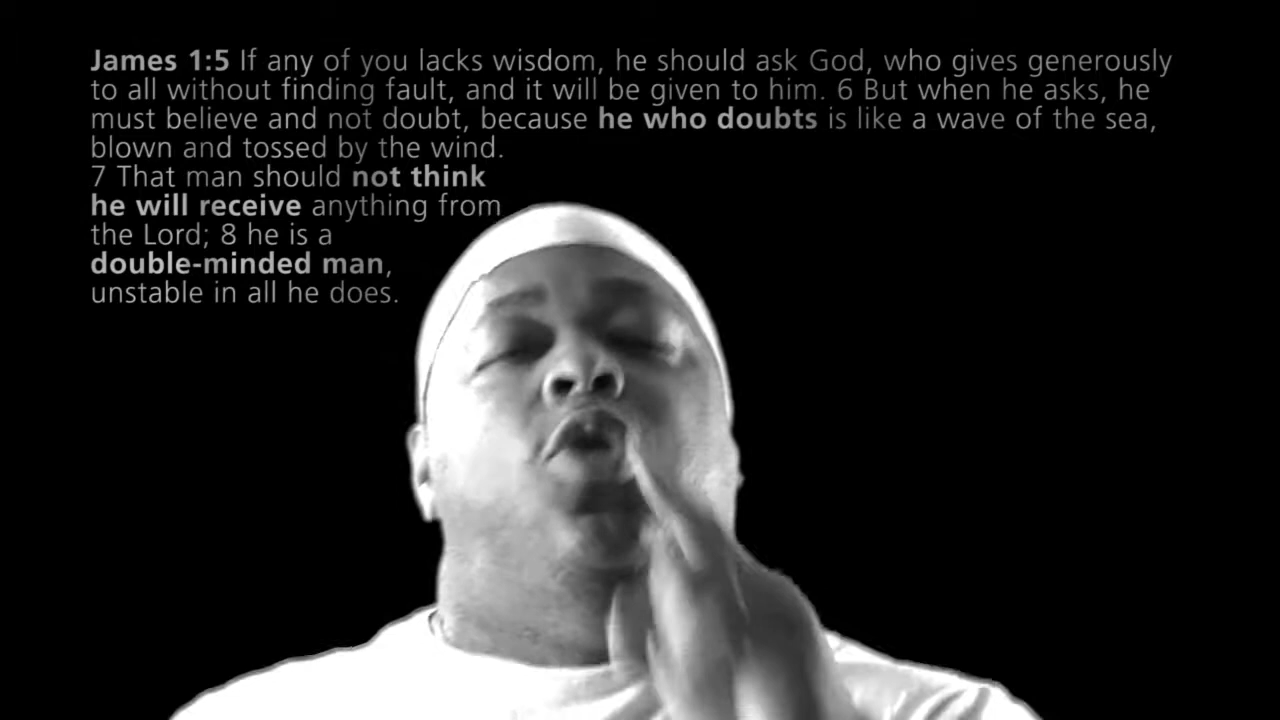 James 1:5 If any of you lacks wisdom, he should ask God, who gives generously
to all without finding fault, and it will be given to him. 6 But when he asks, he
must believe and not doubt, because he who doubts is like a wave of the sea,
blown and tossed by the wind.
7 That man should not think
he will receive anything from
the Lord; 8 he is a
double-minded man,
unstable in all he does.